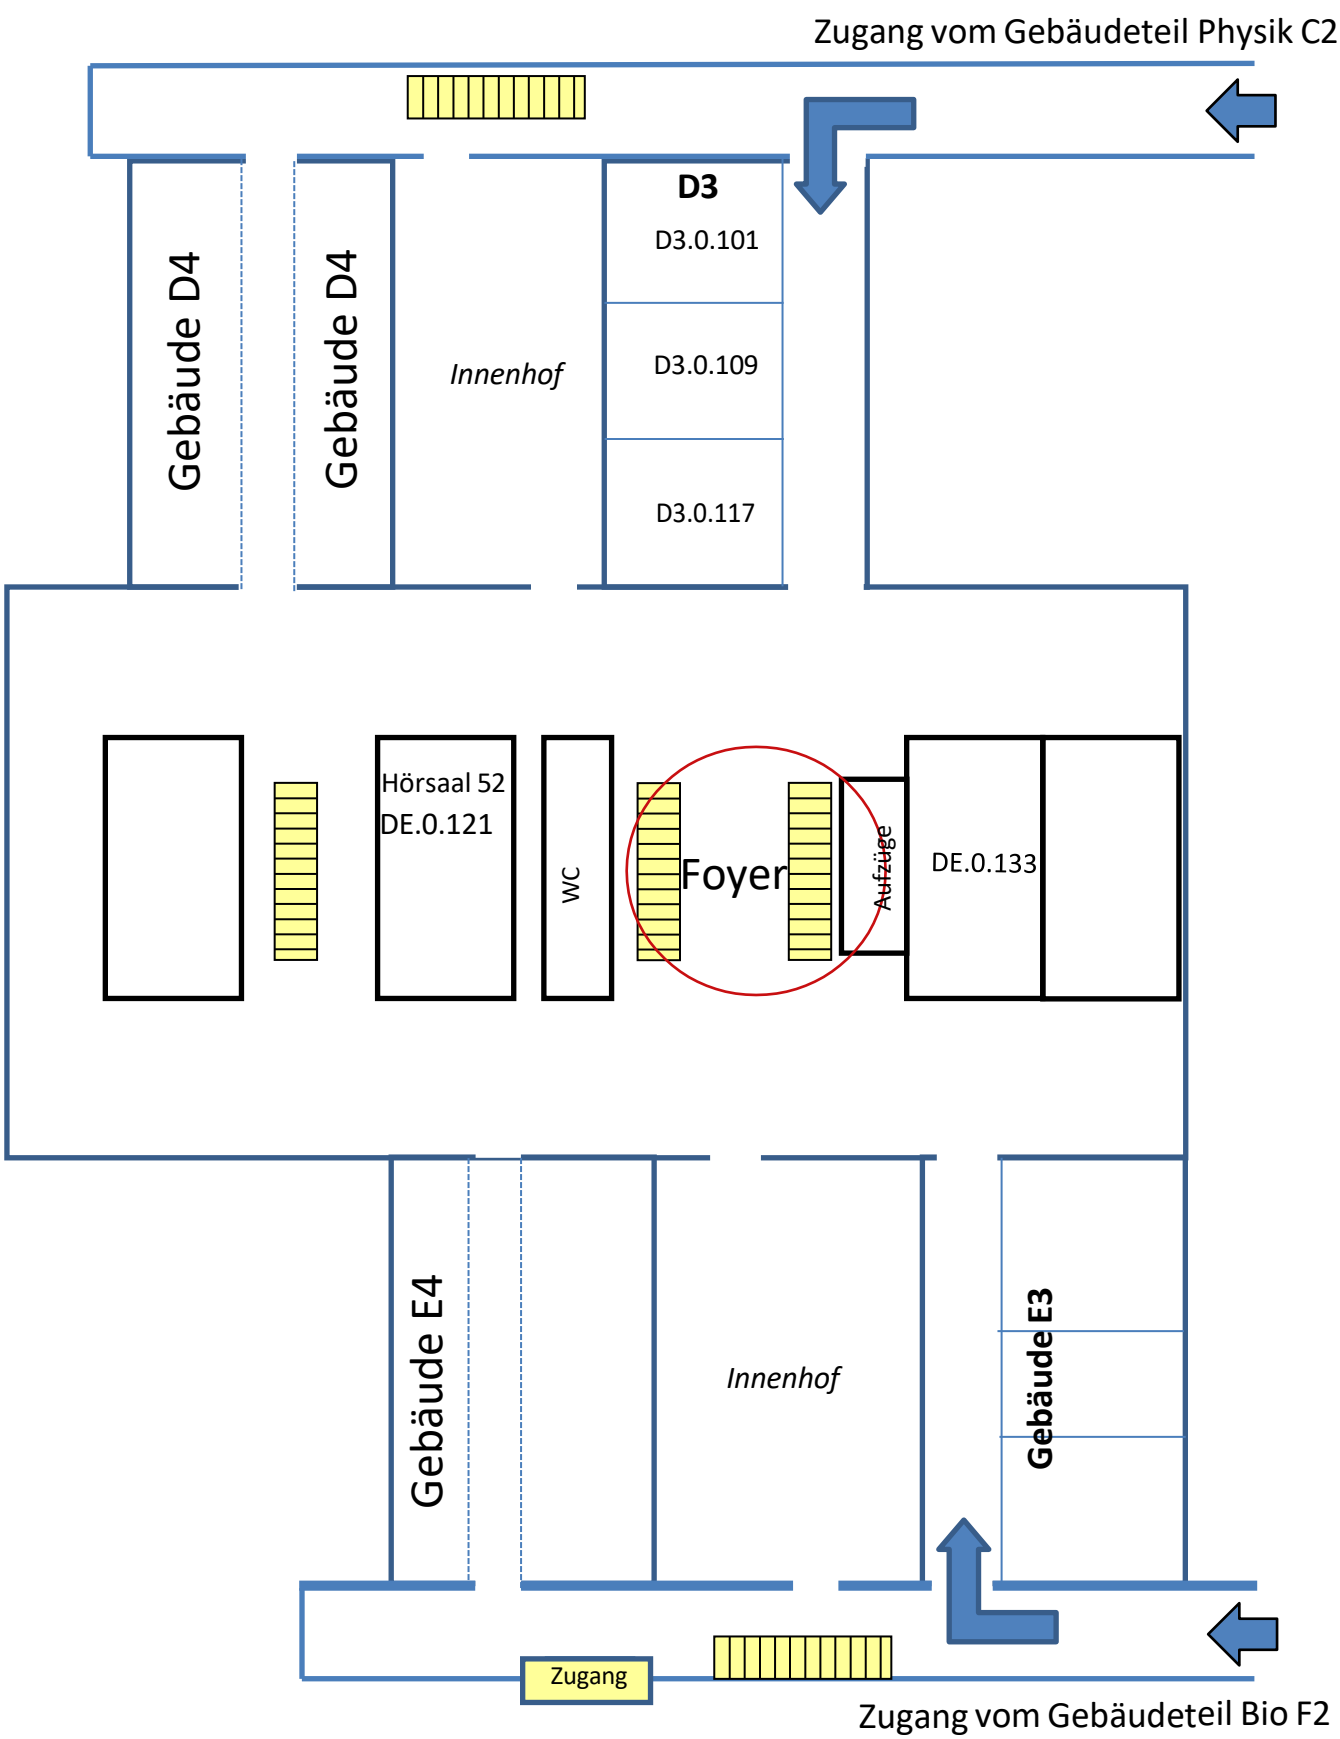 Zugang vom Gebäudeteil Physik C2
D3
D3.0.101
Gebäude D4
Gebäude D4
Innenhof
D3.0.109
D3.0.117
Hörsaal 52
DE.0.121
WC
Foyer
Aufzüge
DE.0.133
Gebäude E4
Innenhof
Gebäude E3
Zugang
Zugang vom Gebäudeteil Bio F2